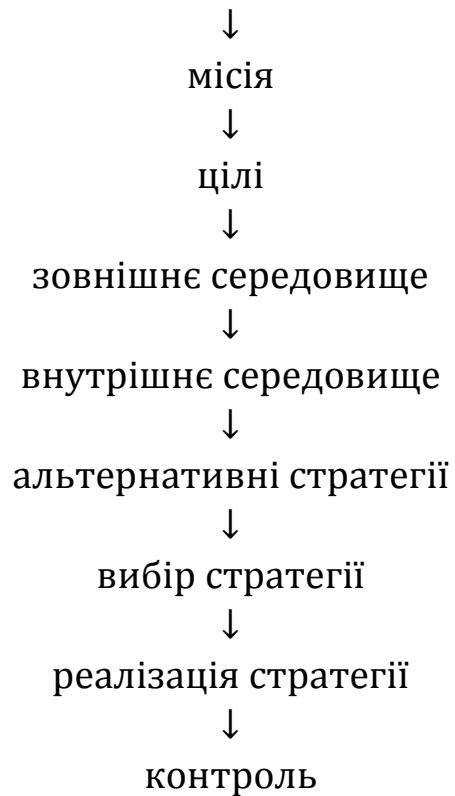 ↓
місія
↓
цілі
↓
зовнішнє середовище
↓
внутрішнє середовище
↓
альтернативні стратегії
↓
вибір стратегії
↓
реалізація стратегії
↓
контроль